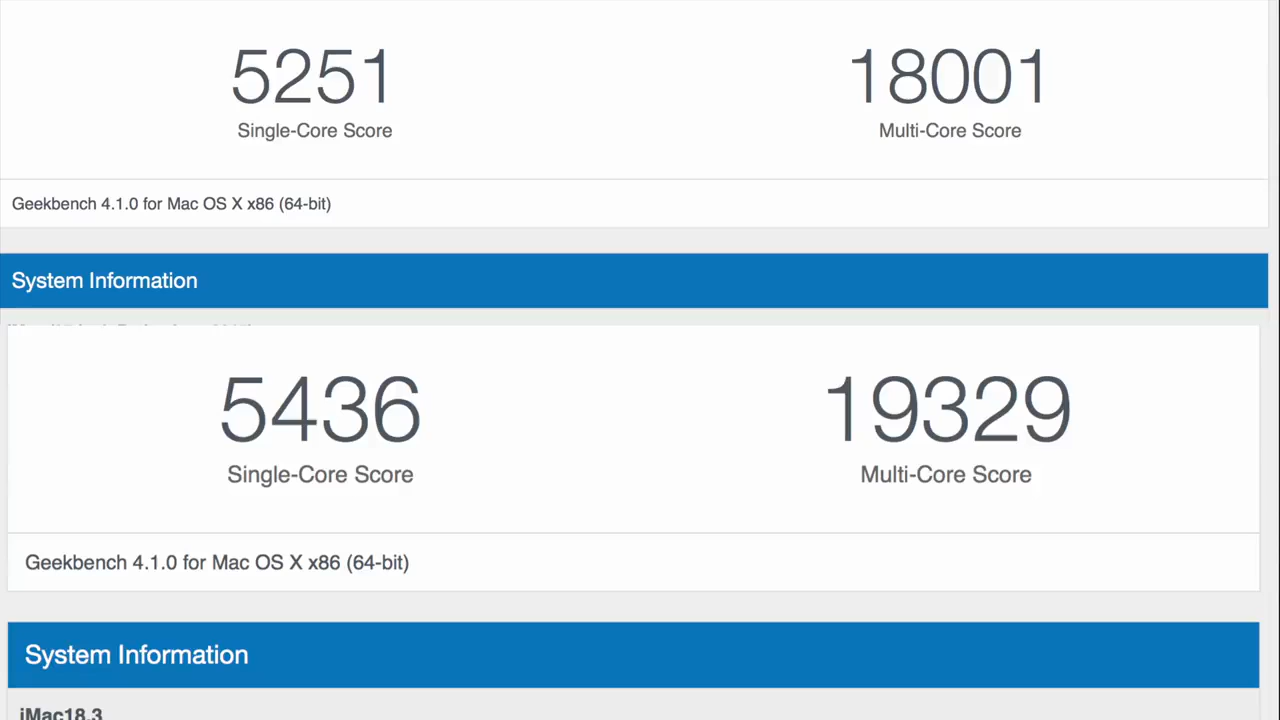 5251 18001
Single-Core Score Multi-Core Score
Geekbench 4.1.0 for Mac OS X x86 (64-bit)
System Information
5436 19329
Single-Core Score Multi-Core Score
Geekbench 4.1.0 for Mac OS X x86 (64-bit)
System Information
iMac18,3